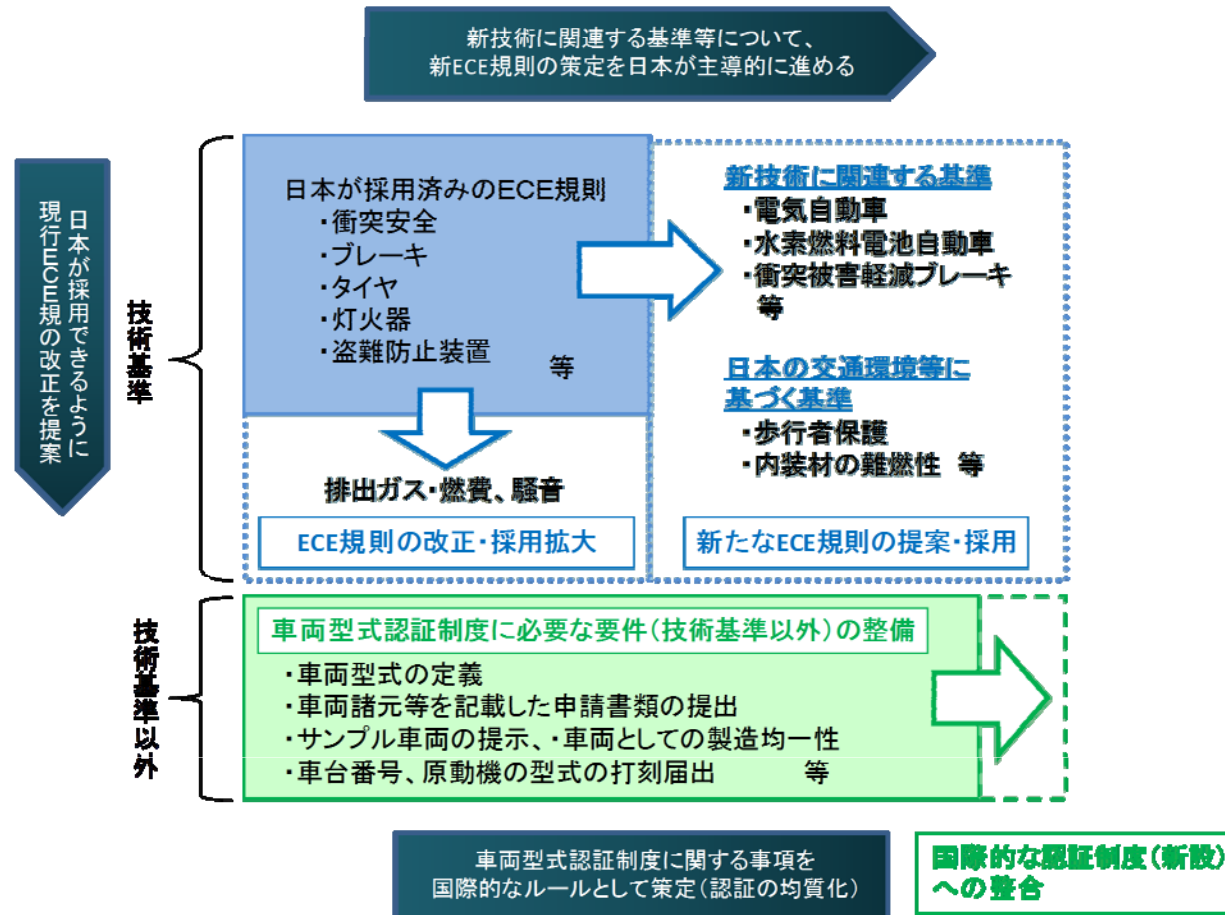 新技術に関連する基準等について、
新ECE規則の策定を日本が主導的に進める
日本が採用できるように
現行ECE規の改正を提案
技術基準
日本が採用済みのECE規則
・衝突安全
・ブレーキ
・タイヤ
・灯火器
・盗難防止装置 等
排出ガス・燃費、騒音
ECE規則の改正・採用拡大
新技術に関連する基準
・電気自動車
・水素燃料電池自動車
・衝突被害軽減ブレーキ
等
日本の交通環境等に
基づく基準
・歩行者保護
・内装材の難燃性 等
新たなECE規則の提案・採用
技術基準以外
車両型式認証制度に必要な要件(技術基準以外)の整備
・車両型式の定義
・車両諸元等を記載した申請書類の提出
・サンプル車両の提示、・車両としての製造均一性
・車台番号、原動機の型式の打刻届出 等
車両型式認証制度に関する事項を
国際的なルールとして策定(認証の均質化)
国際的な認証制度(新設)
への整合